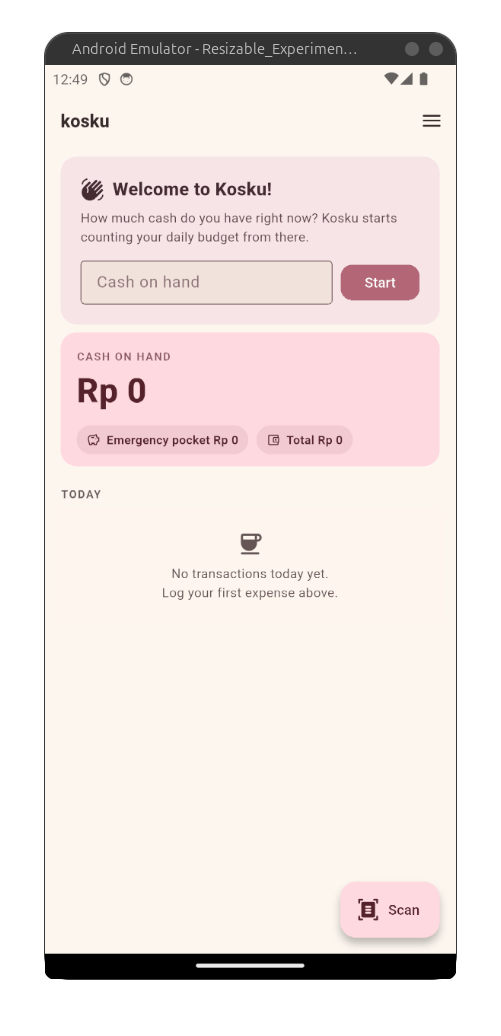 Android Emulator - Resizable_Experimen...
12:49
kosku
Welcome to Kosku!
How much cash do you have right now? Kosku starts
counting your daily budget from there.
Cash on hand
Start
CASH ON HAND
Rp 0
Emergency pocket Rp 0
Total Rp 0
TODAY
No transactions today yet.
Log your first expense above.
Scan